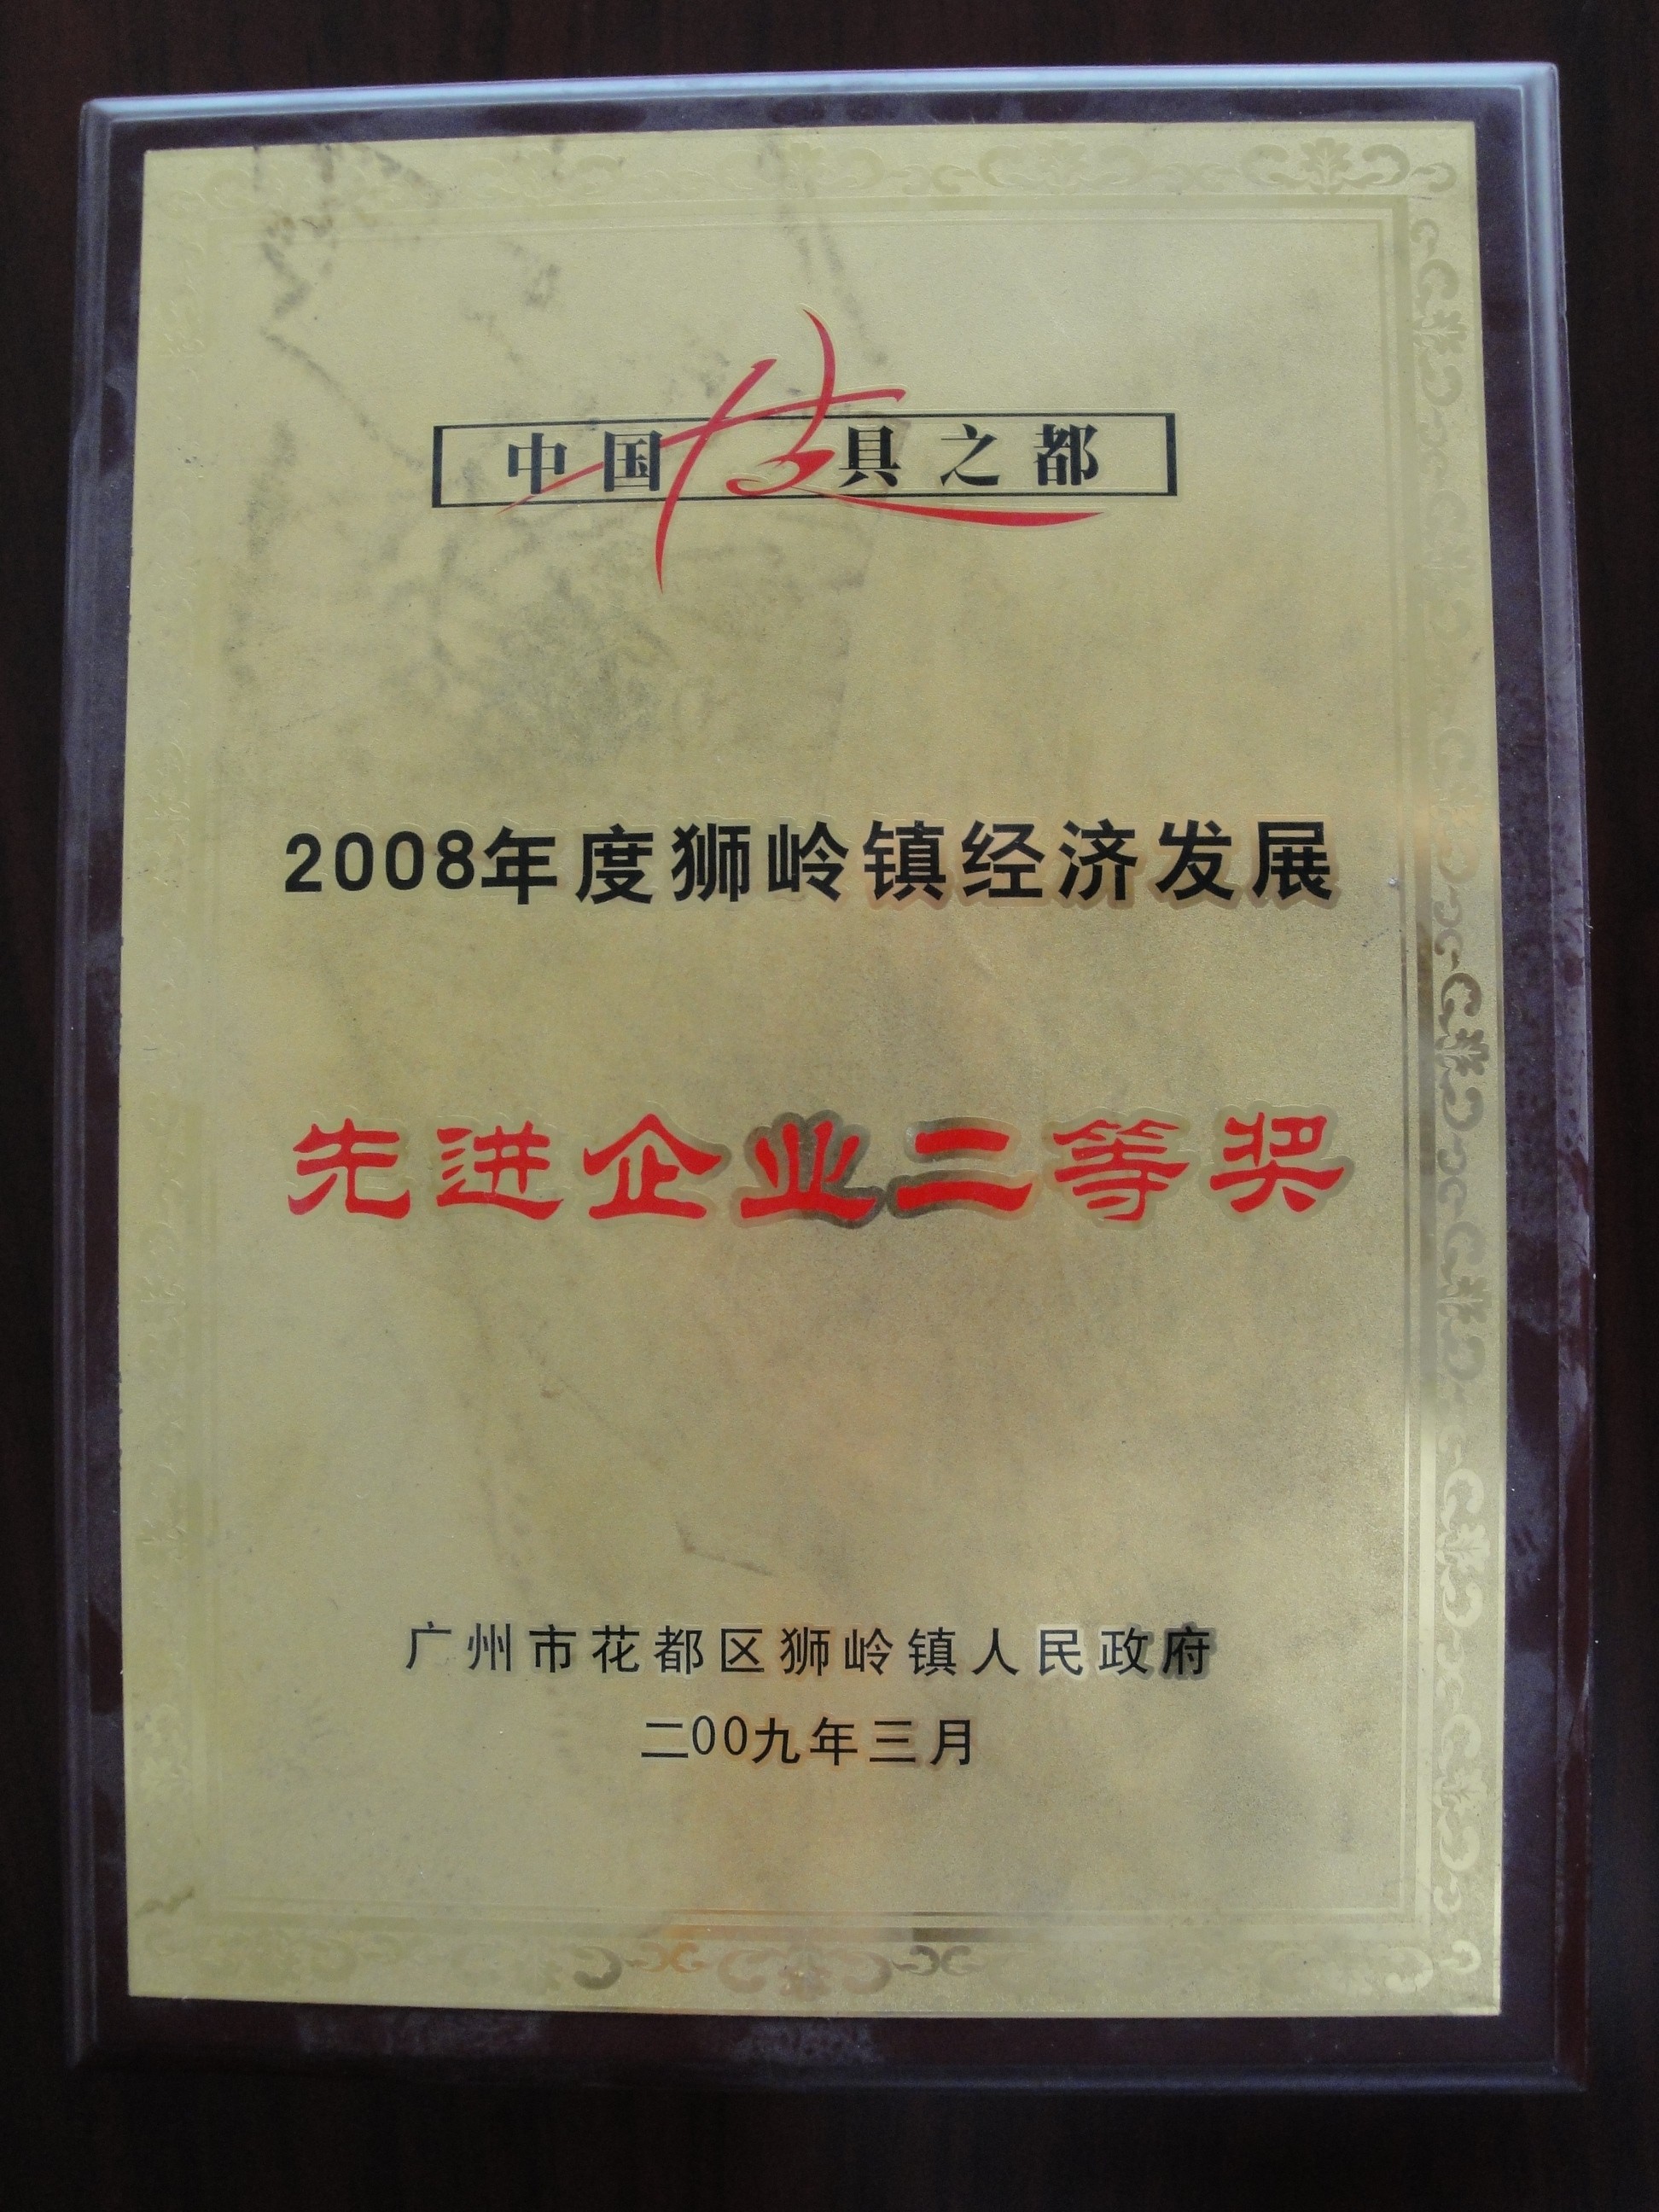 中国皮具之都
2008年度狮岭镇经济发展
先进企业二等奖
广州市花都区狮岭镇人民政府
二00九年三月